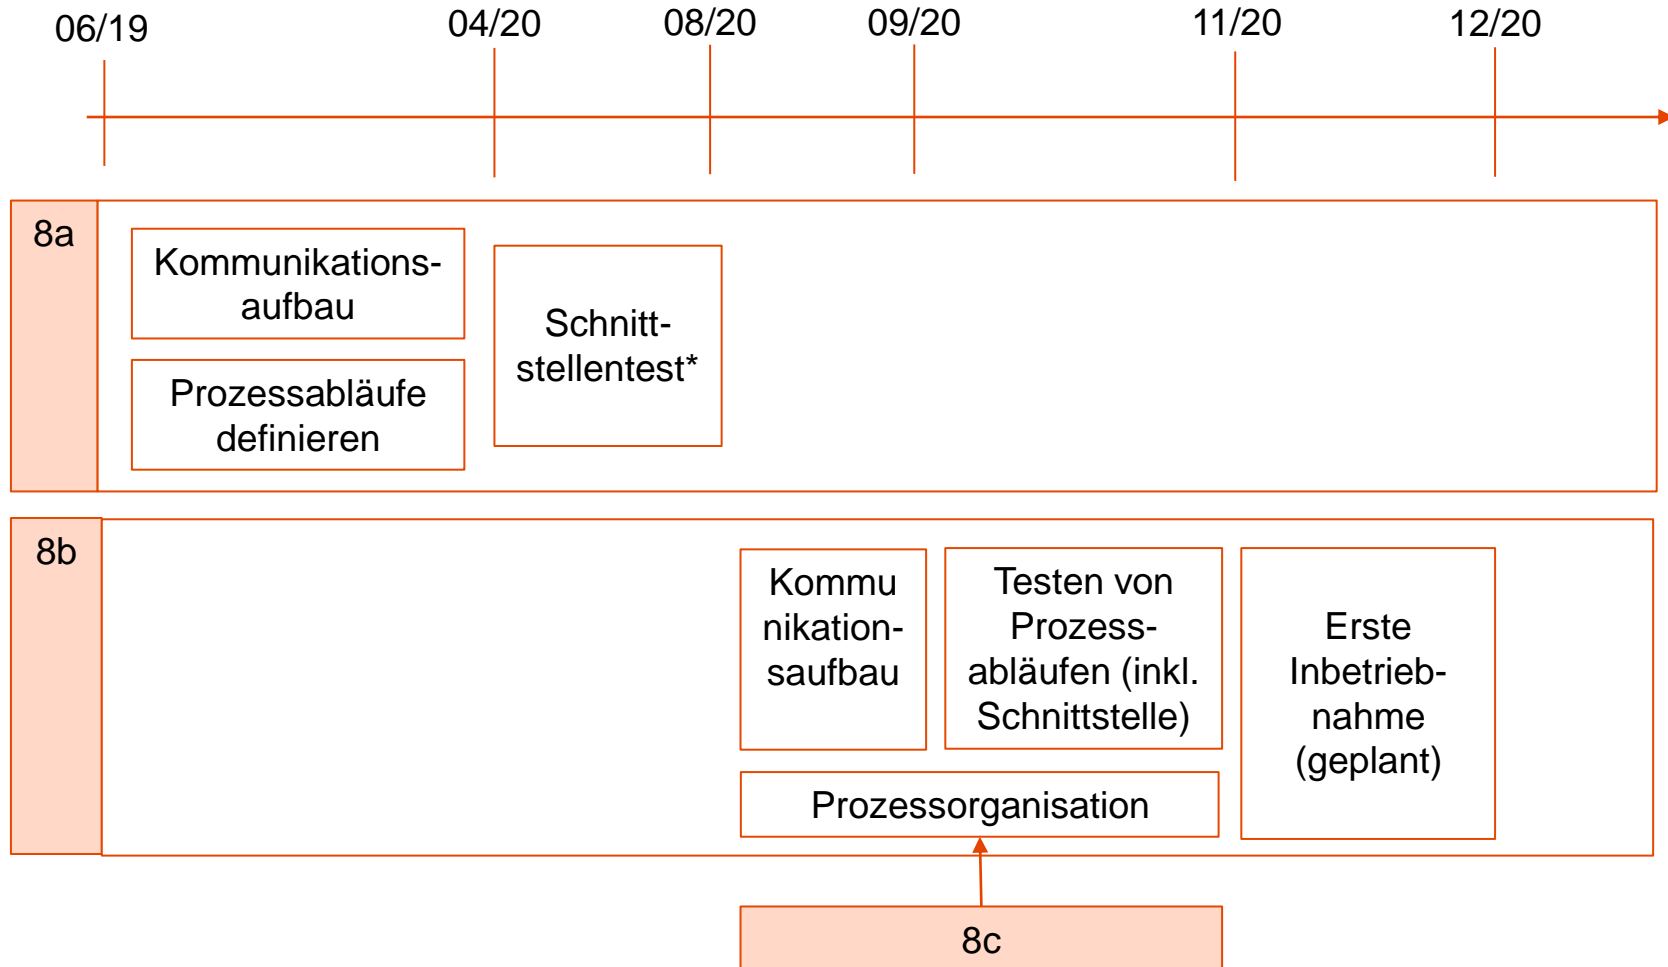 06/19 04/20 08/20 09/20 11/20 12/20
8a
Kommunikations-
aufbau
Prozessabläufe
definieren
Schnitt-
stellentest*
8b
Kommu
nikation-
saufbau
Testen von
Prozess-
abläufen (inkl.
Schnittstelle)
Erste
Inbetrieb-
nahme
(geplant)
Prozessorganisation
8c